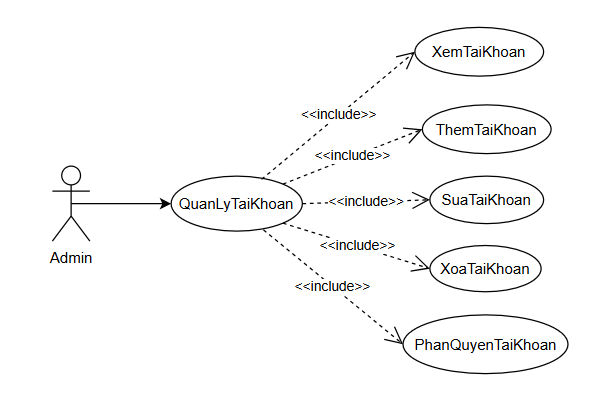 XemTaiKhoan
<<include>>
ThemTaiKhoan
<<include>>
QuanLyTaiKhoan
<<include>>
SuaTaiKhoan
<<include>>
XoaTaiKhoan
Admin
<<include>>
PhanQuyenTaiKhoan